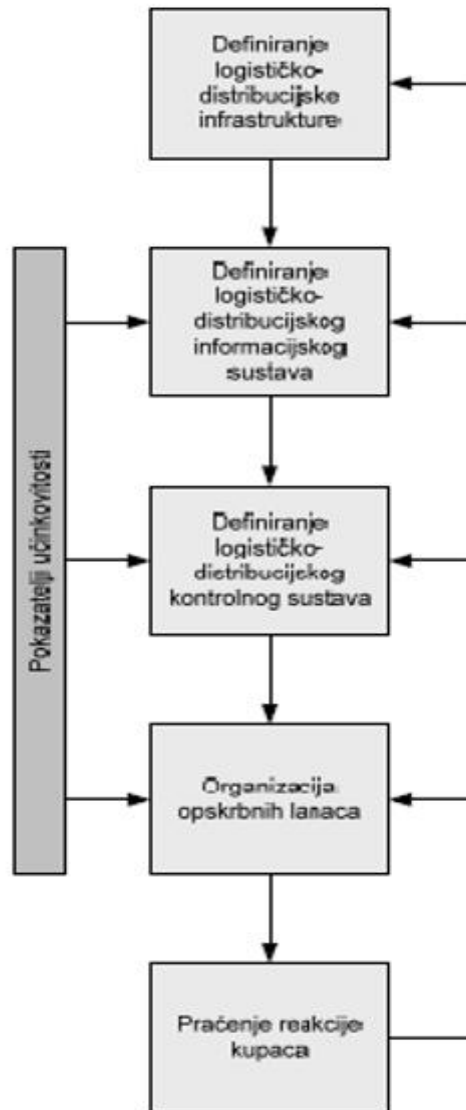 Definiranje
logističko-
distribucijske
infrastrukture
Pokazatelji učinkovitosti
Definiranje
logističko-
distribucijskog
informacijskog
sustava
Definiranje
logističko-
distribucijskog
kontrolnog sustava
Organizacija
opskrbnih lanaca
Praćenje reakcije
kupaca